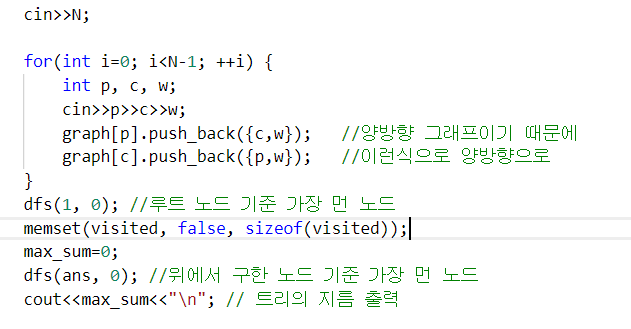 cin>>N;
for(int i=0; i<N-1; ++i) {
int p, c, w;
cin>>p>>c>>w;
graph[p].push_back({c,w}); //양방향 그래프이기 때문에
graph[c].push_back({p,w}); //이런식으로 양방향으로
}
dfs(1, 0); //루트 노드 기준 가장 먼 노드
memset(visited, false, sizeof(visited));
max_sum=0;
dfs(ans, 0); //위에서 구한 노드 기준 가장 먼 노드
cout<<max_sum<<"\n"; // 트리의 지름 출력